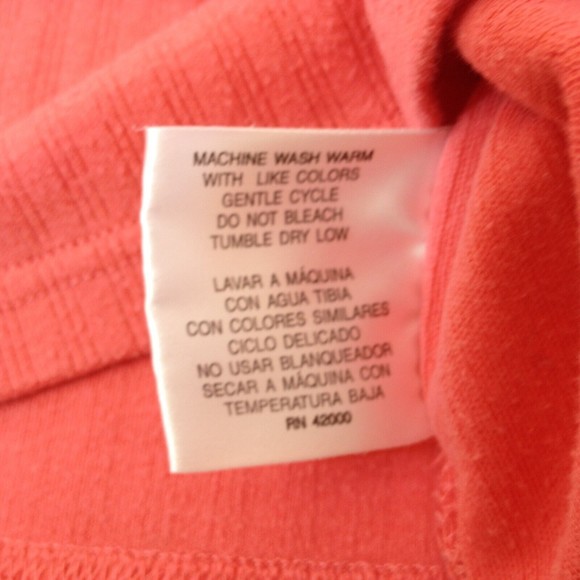 MACHINE WASH WARM
WITH LIKE COLORS
GENTLE CYCLE
DO NOT BLEACH
TUMBLE DRY LOW
LAVAR A MÁQUINA
CON AGUA TIBIA
CON COLORES SIMILARES
CICLO DELICADO
NO USAR BLANQUEADOR
SECAR A MÁQUINA CON
TEMPERATURA BAJA
RN 42000